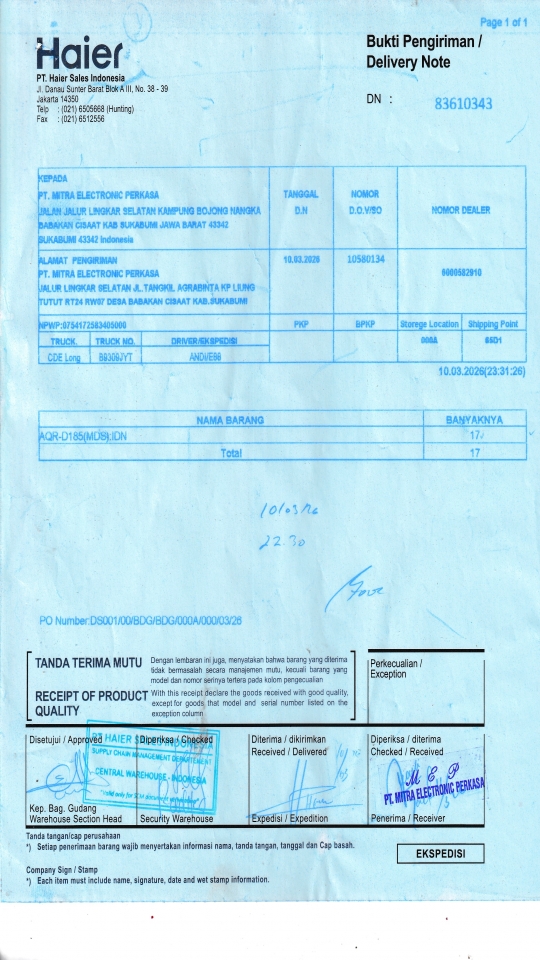 Page 1 of 1
Haier
Bukti Pengiriman /
Delivery Note
PT. Haier Sales Indonesia
Jl. Danau Sunter Barat Blok A III, No. 38 - 39
Jakarta 14350
Telp : (021) 6505668 (Hunting)
Fax : (021) 6512556
DN : 83610343
KEPADA
PT. MITRA ELECTRONIC PERKASA
JALAN JALUR LINGKAR SELATAN KAMPUNG BOJONG NANGKA
BABAKAN CISAAT KAB SUKABUMI JAWA BARAT 43342
SUKABUMI 43342 Indonesia
TANGGAL
D.N
NOMOR
D.O.V/SO
NOMOR DEALER
ALAMAT PENGIRIMAN
PT. MITRA ELECTRONIC PERKASA
JALUR LINGKAR SELATAN JL.TANGKIL AGRABINTA KP LIUNG
TUTUT RT24 RW07 DESA BABAKAN CISAAT KAB.SUKABUMI
10.03.2026
10580134
NPWP:0754172583405000
PKP
BPKP
Storege Location
Shipping Point
TRUCK.
TRUCK NO.
DRIVER/EKSPEDISI
CDE Long
10.03.2026(23:31:26)
NAMA BARANG BANYAKNYA
AQR-D185(MDS):IDN 17
Total 17
22.30
PO Number:DS001/00/BDG/BDG/000A/000/03/26
TANDA TERIMA MUTU
Dengan lembaran ini juga, menyatakan bahwa barang yang diterima
tidak bermasalah secara manajemen mutu, kecuali barang yang
model dan nomor serinya tertera pada kolom pengecualian
RECEIPT OF PRODUCT
QUALITY
With this receipt declare the goods received with good quality,
except for goods that model and serial number listed on the
exception column
Perkecualian /
Exception
Disetujui / Approved
Diperiksa / Checked
Diterima / dikirimkan
Received / Delivered
Diperiksa / diterima
Checked / Received
SUPPLY CHAIN MANAGEMENT DEPARTEMENT
CENTRAL WAREHOUSE - INDONESIA
M E P
PT. MITRA ELECTRONIC PERKASA
Kep. Bag. Gudang
Warehouse Section Head
Security Warehouse
Expedisi / Expedition
Penerima / Receiver
Tanda tangan/cap perusahaan
*) Setiap penerimaan barang wajib menyertakan informasi nama, tanda tangan, tanggal dan Cap basah.
EKSPEDISI
Company Sign / Stamp
*) Each item must include name, signature, date and wet stamp information.